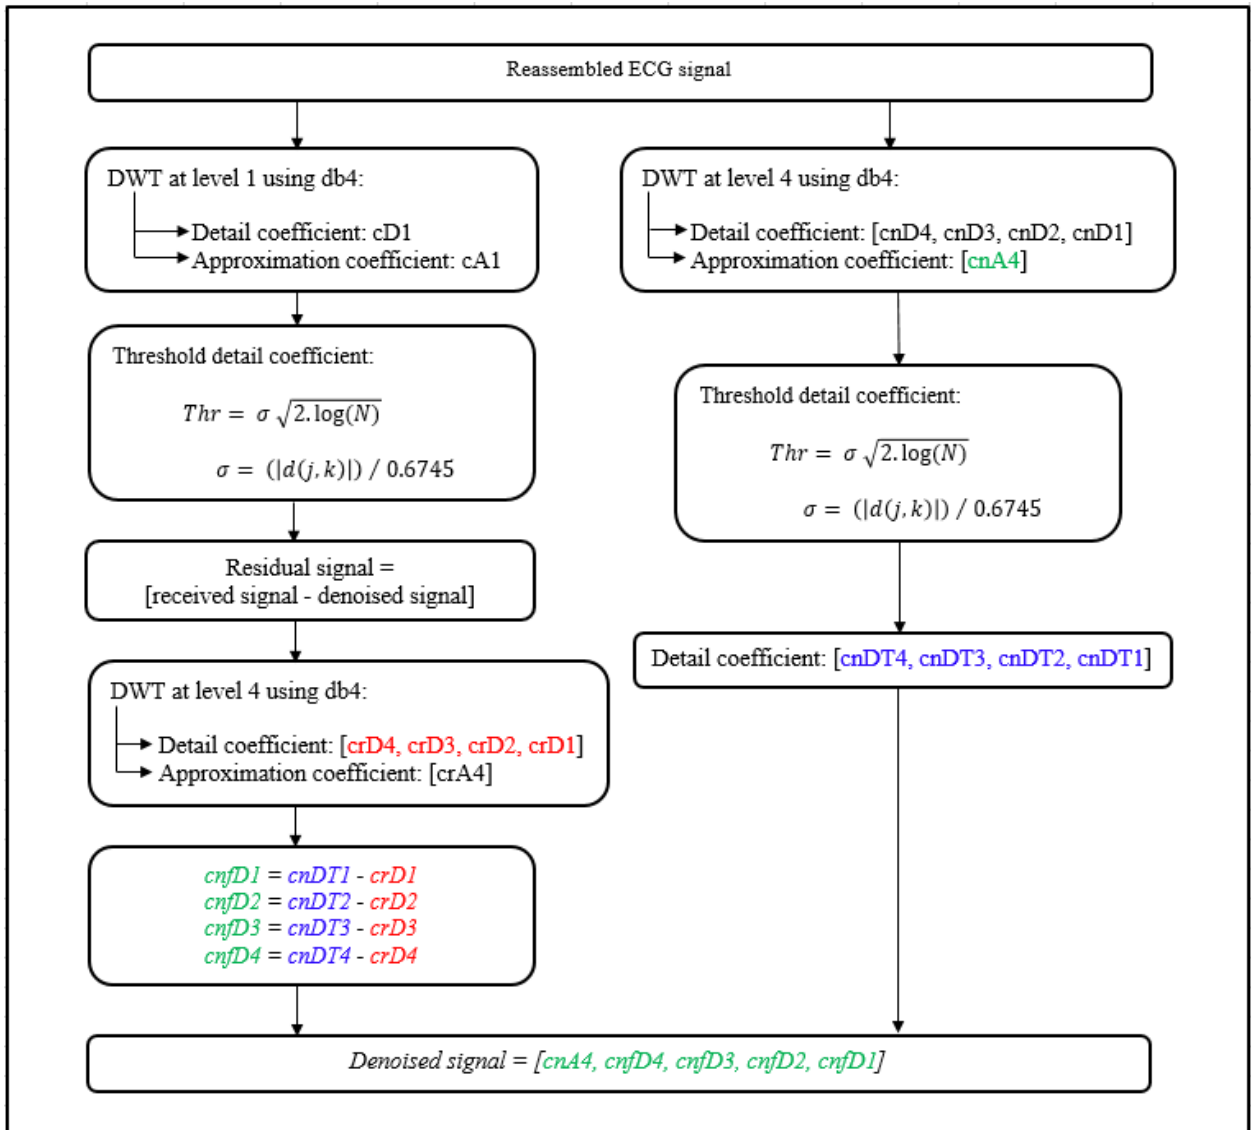 Reassembled ECG signal
DWT at level 1 using db4:
Detail coefficient: cD1
Approximation coefficient: cA1
Threshold detail coefficient:
Thr = σ √2.log(N)
σ = (|d(j,k)|) / 0.6745
Residual signal =
[received signal - denoised signal]
DWT at level 4 using db4:
Detail coefficient: [crD4, crD3, crD2, crD1]
Approximation coefficient: [crA4]
cnfD1 = cnDT1 - crD1
cnfD2 = cnDT2 - crD2
cnfD3 = cnDT3 - crD3
cnfD4 = cnDT4 - crD4
DWT at level 4 using db4:
Detail coefficient: [cnD4, cnD3, cnD2, cnD1]
Approximation coefficient: [cnA4]
Threshold detail coefficient:
Thr = σ √2.log(N)
σ = (|d(j,k)|) / 0.6745
Detail coefficient: [cnDT4, cnDT3, cnDT2, cnDT1]
Denoised signal = [cnA4, cnfD4, cnfD3, cnfD2, cnfD1]